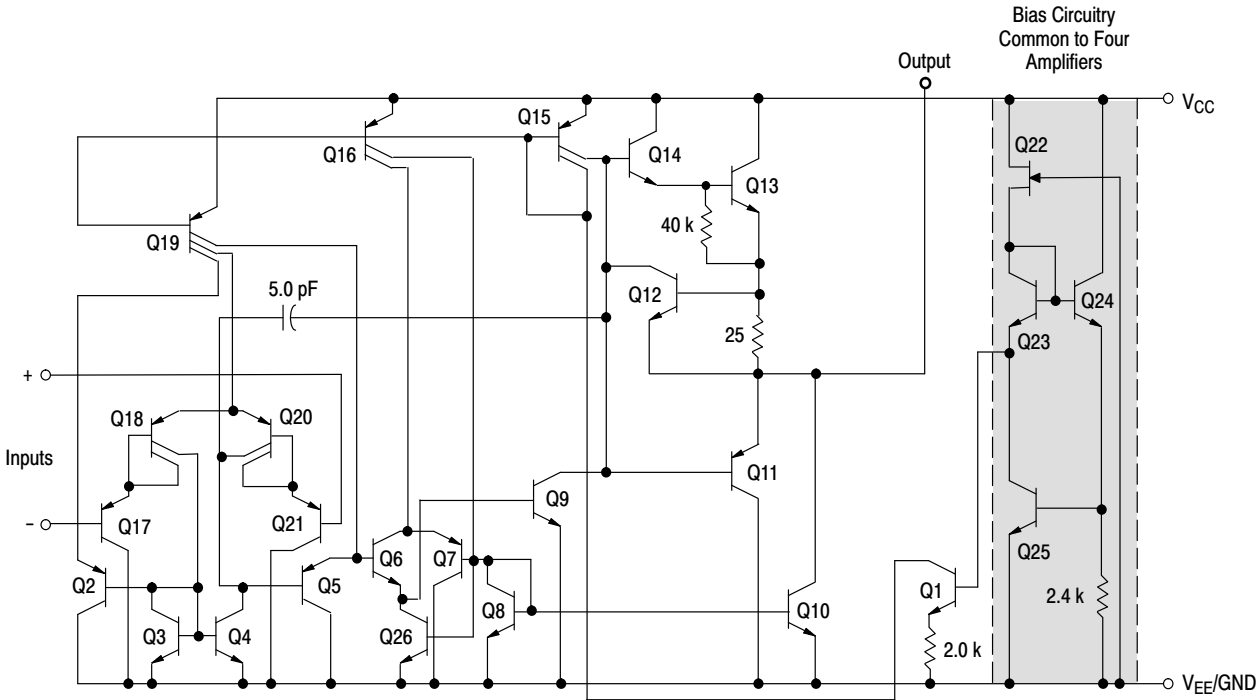 Bias Circuitry
Common to Four
Amplifiers
Output
VCC
Q15
Q22
Q16
Q14
Q13
40 k
Q19
5.0 pF
Q12
Q24
25
Q23
+
Q18
Q20
Inputs
Q11
Q9
-
Q17
Q21
Q25
Q2
Q5
Q6
Q7
Q1
Q3
Q4
Q8
Q10
2.4 k
Q26
2.0 k
VEE/GND